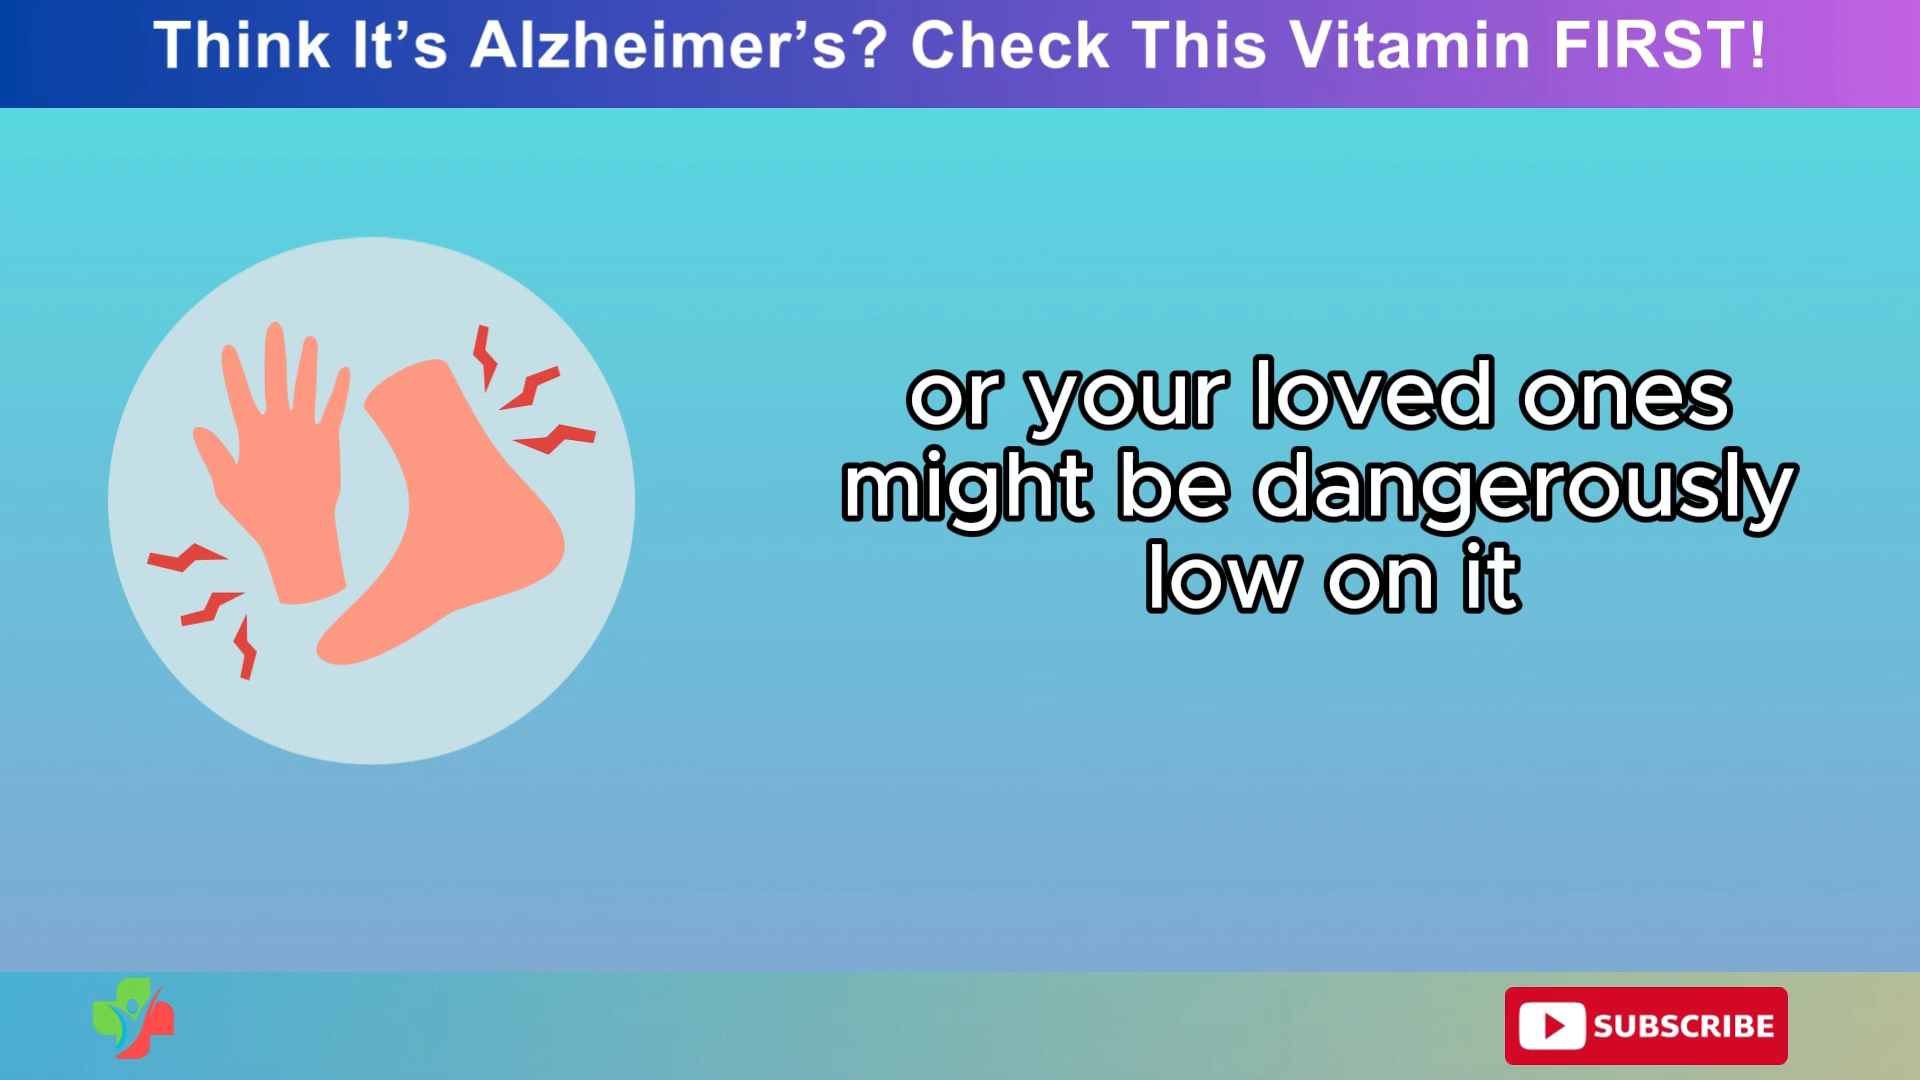 Think It’s Alzheimer’s? Check This Vitamin FIRST!
or your loved ones
might be dangerously
low on it
SUBSCRIBE